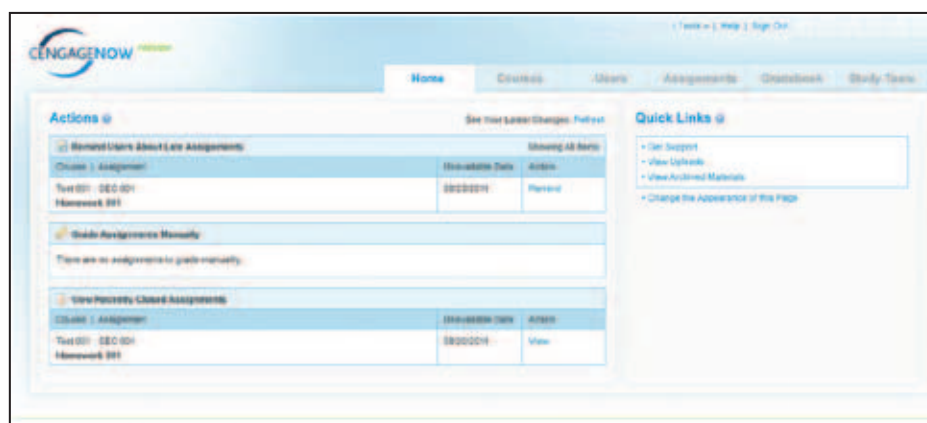 Tools | Help | Sign Out
CENGAGENOW
Home Courses Users Assignments Gradebook Study Tools
Actions
See Your Latest Changes: Refresh
Quick Links
Remind Users About Late Assignments Showing All Items
Course | Assignment Unavailable Date Action
Test 001 - SEC 001 Remind
Homework 001
Grade Assignments Manually
There are no assignments to grade manually.
View Recently Closed Assignments
Course | Assignment Unavailable Date Action
Test 001 - SEC 001 View
Homework 001
• Get Support
• View Uploads
• View Archived Materials
• Change the Appearance of this Page